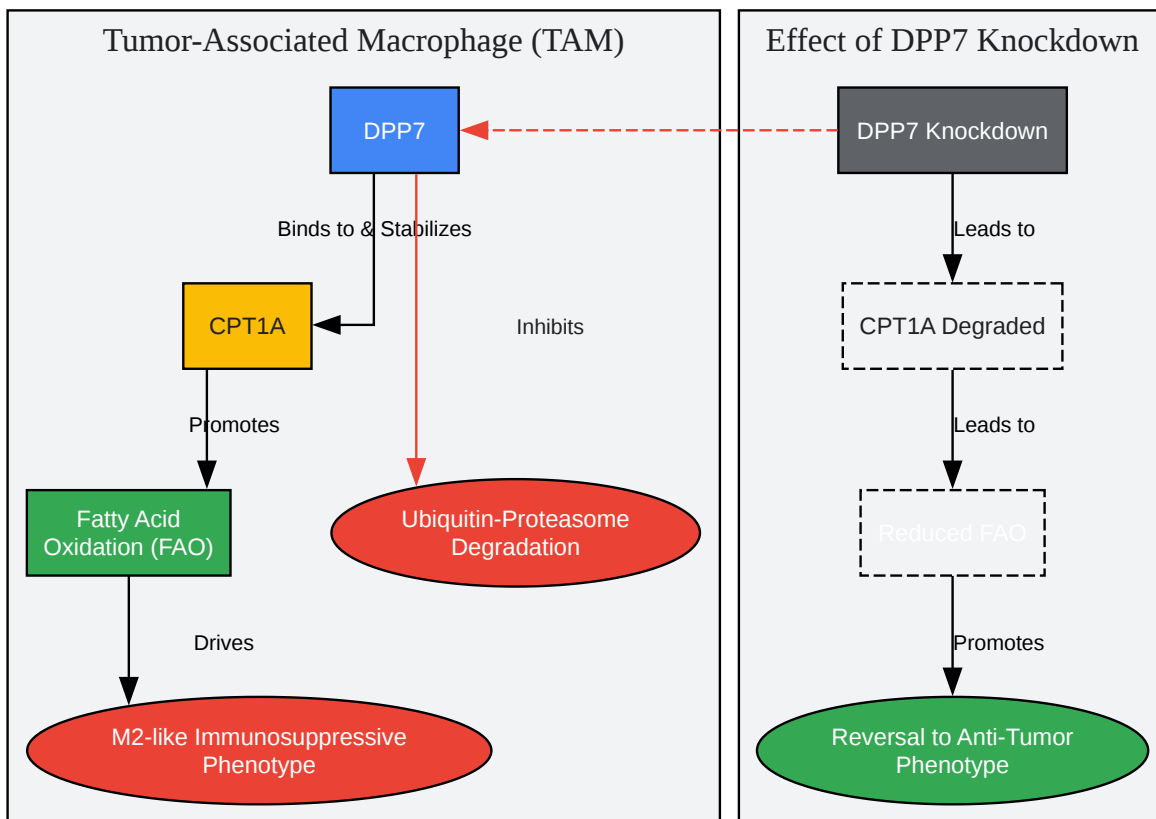 Tumor-Associated Macrophage (TAM)
DPP7
Binds to & Stabilizes
CPT1A
Inhibits
Promotes
Fatty Acid
Oxidation (FAO)
Ubiquitin-Proteasome
Degradation
Drives
M2-like Immunosuppressive
Phenotype
Effect of DPP7 Knockdown
DPP7 Knockdown
Leads to
CPT1A Degraded
Leads to
Reduced FAO
Promotes
Reversal to Anti-Tumor
Phenotype